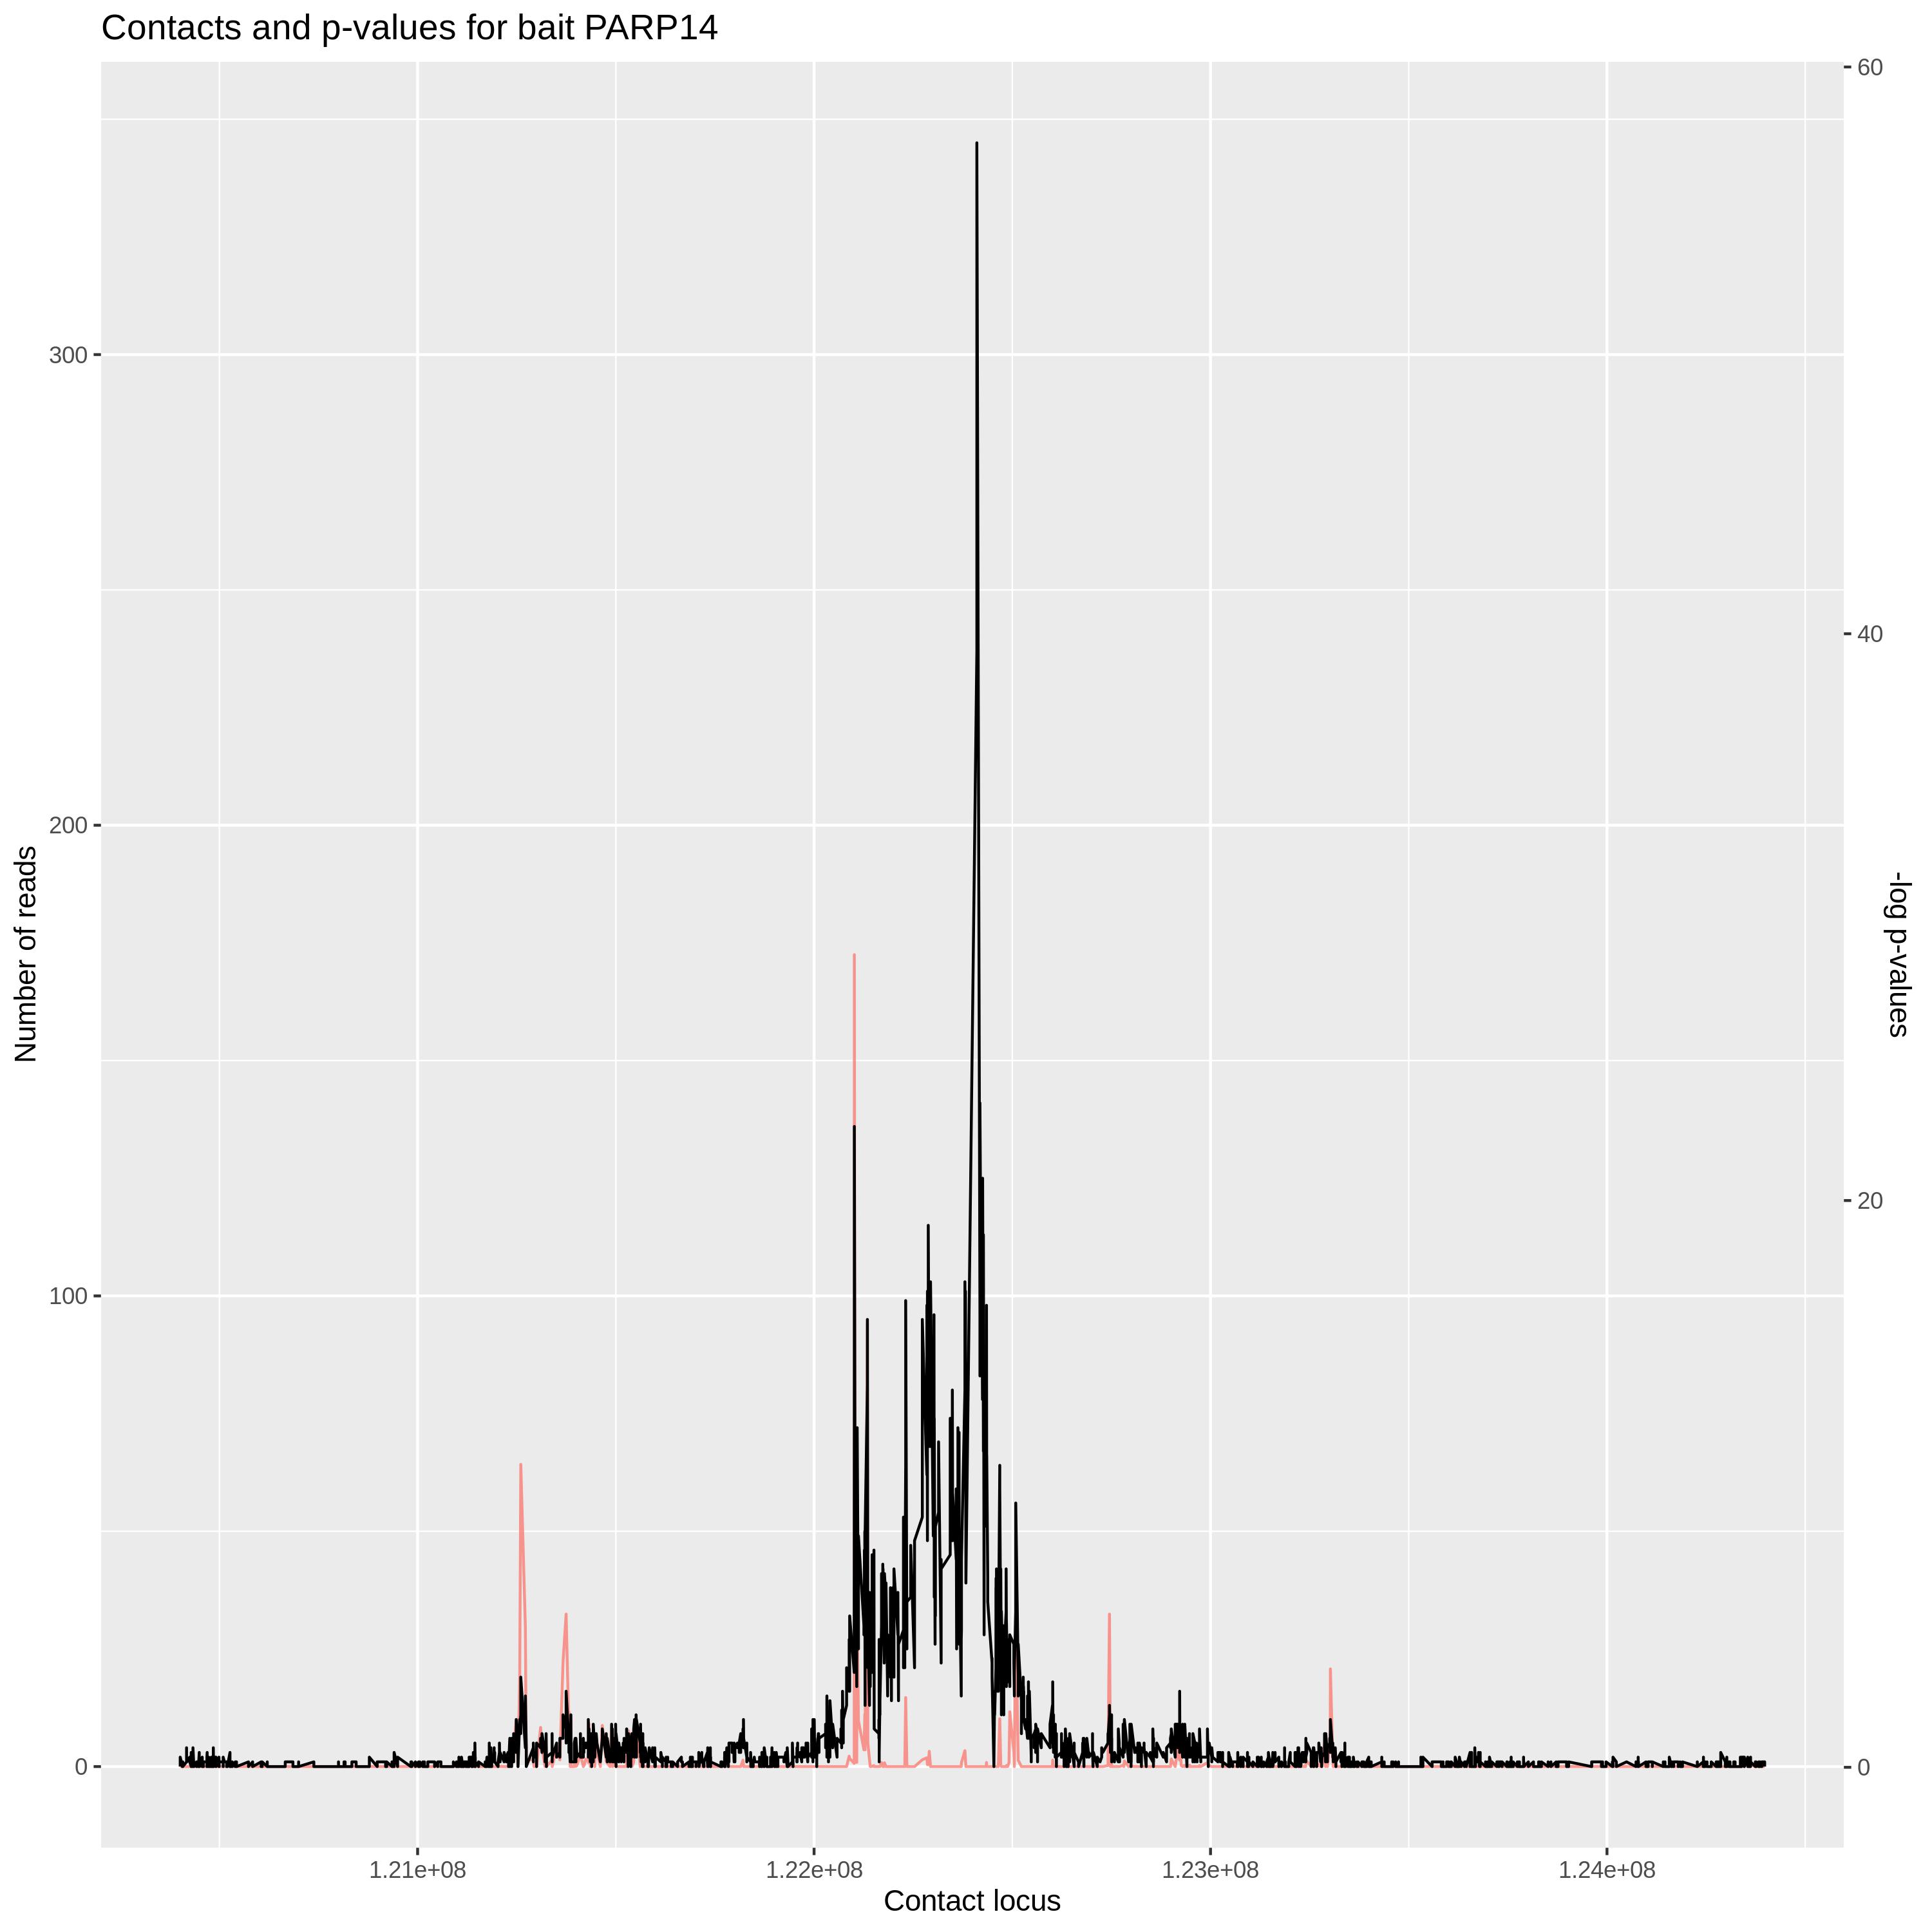 Contacts and p-values for bait PARP14
Number of reads
300
200
100
0
60
40
20
0
-log p-values
1.21e+08
1.22e+08
1.23e+08
1.24e+08
Contact locus